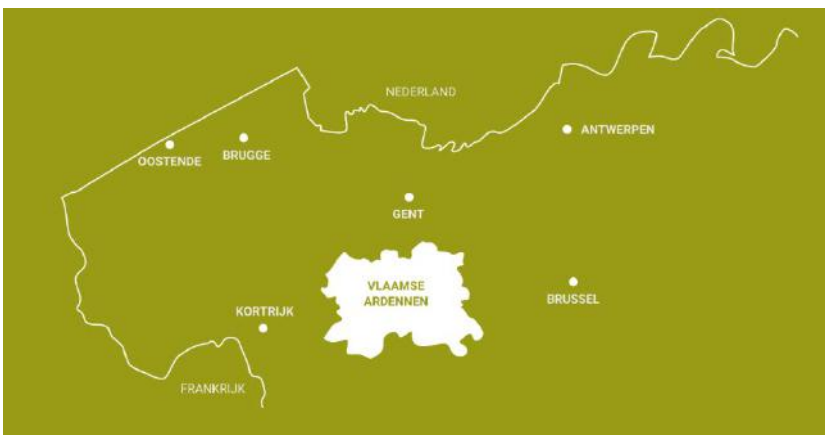 NEDERLAND
ANTWERPEN
OOSTENDE
BRUGGE
GENT
VLAAMSE
ARDENNEN
BRUSSEL
KORTRIJK
FRANKRIJK